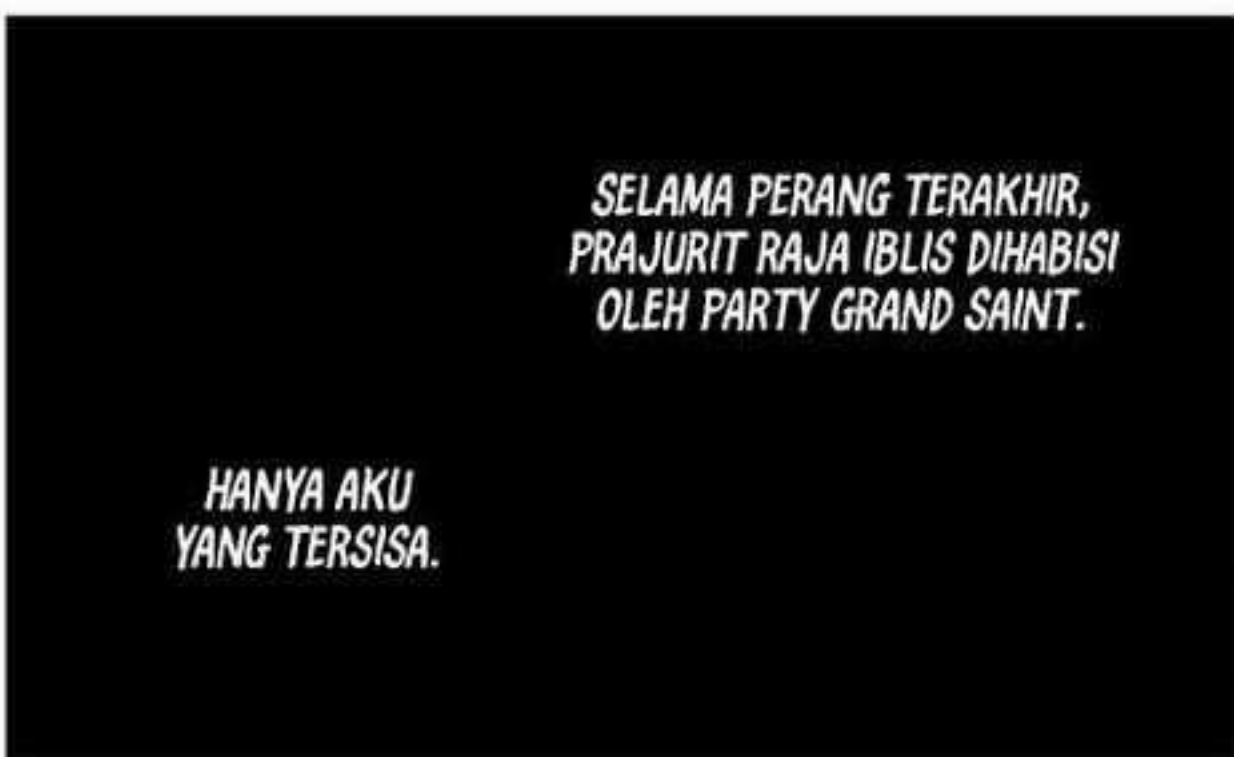 SELAMA PERANG TERAKHIR,
PRAJURIT RAJA IBLIS DIHABISI
OLEH PARTY GRAND SAINT.
HANYA AKU
YANG TERSISA.